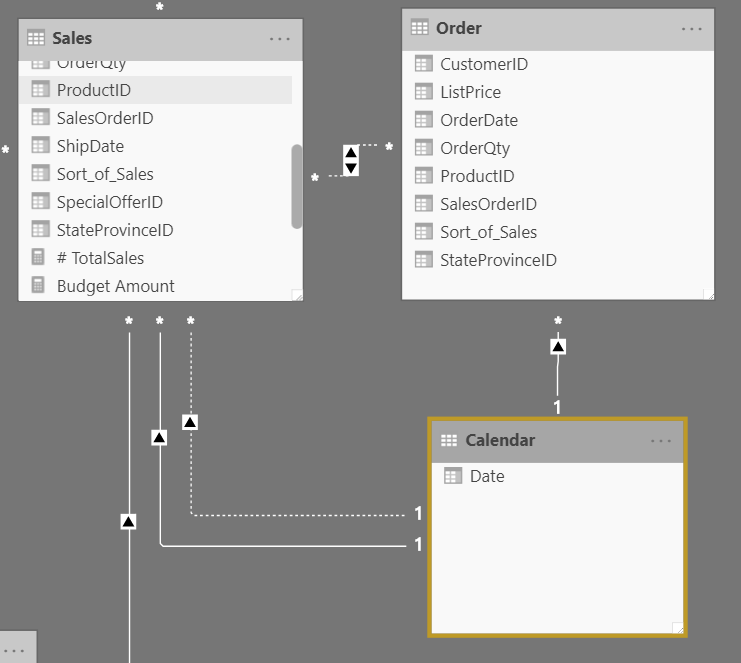 *
Sales
...
OrderQty
ProductID
SalesOrderID
ShipDate
Sort_of_Sales
SpecialOfferID
StateProvinceID
# TotalSales
Budget Amount
*
*
*
Order
...
CustomerID
ListPrice
OrderDate
OrderQty
ProductID
SalesOrderID
Sort_of_Sales
StateProvinceID
* * *
*
1
Calendar
...
Date
1
1
...